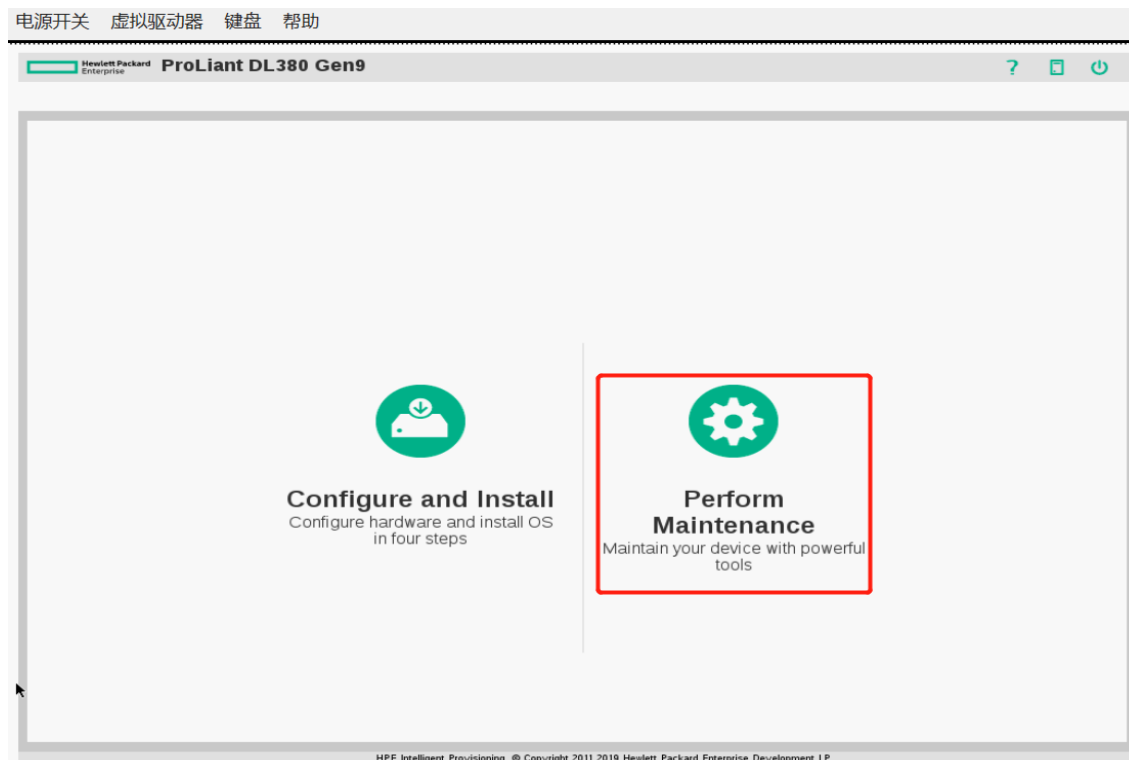 电源开关 虚拟驱动器 键盘 帮助
Hewlett Packard
Enterprise
ProLiant DL380 Gen9
?
Configure and Install
Configure hardware and install OS
in four steps
Perform
Maintenance
Maintain your device with powerful
tools
HPE Intelligent Provisioning, © Copyright 2011,2019 Hewlett Packard Enterprise Development LP